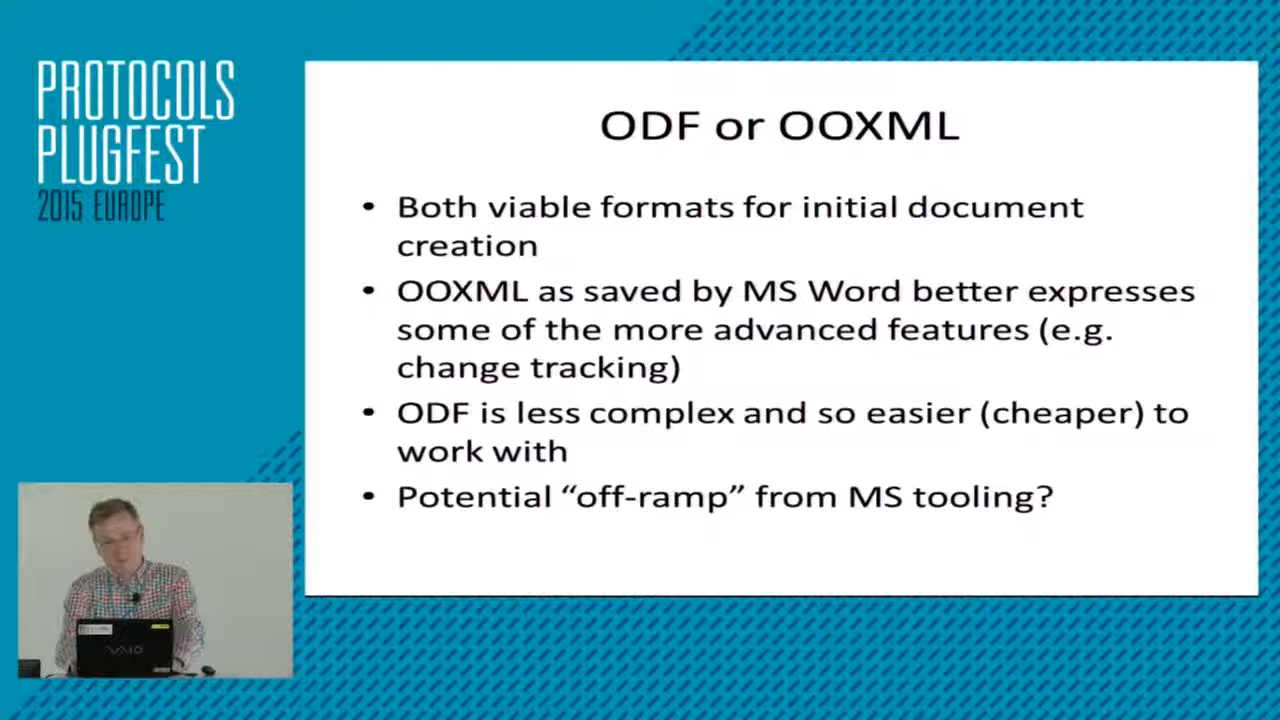 PROTOCOLS
PLUGFEST
2015 EUROPE
ODF or OOXML
• Both viable formats for initial document
creation
• OOXML as saved by MS Word better expresses
some of the more advanced features (e.g.
change tracking)
• ODF is less complex and so easier (cheaper) to
work with
• Potential “off-ramp” from MS tooling?
VAIO